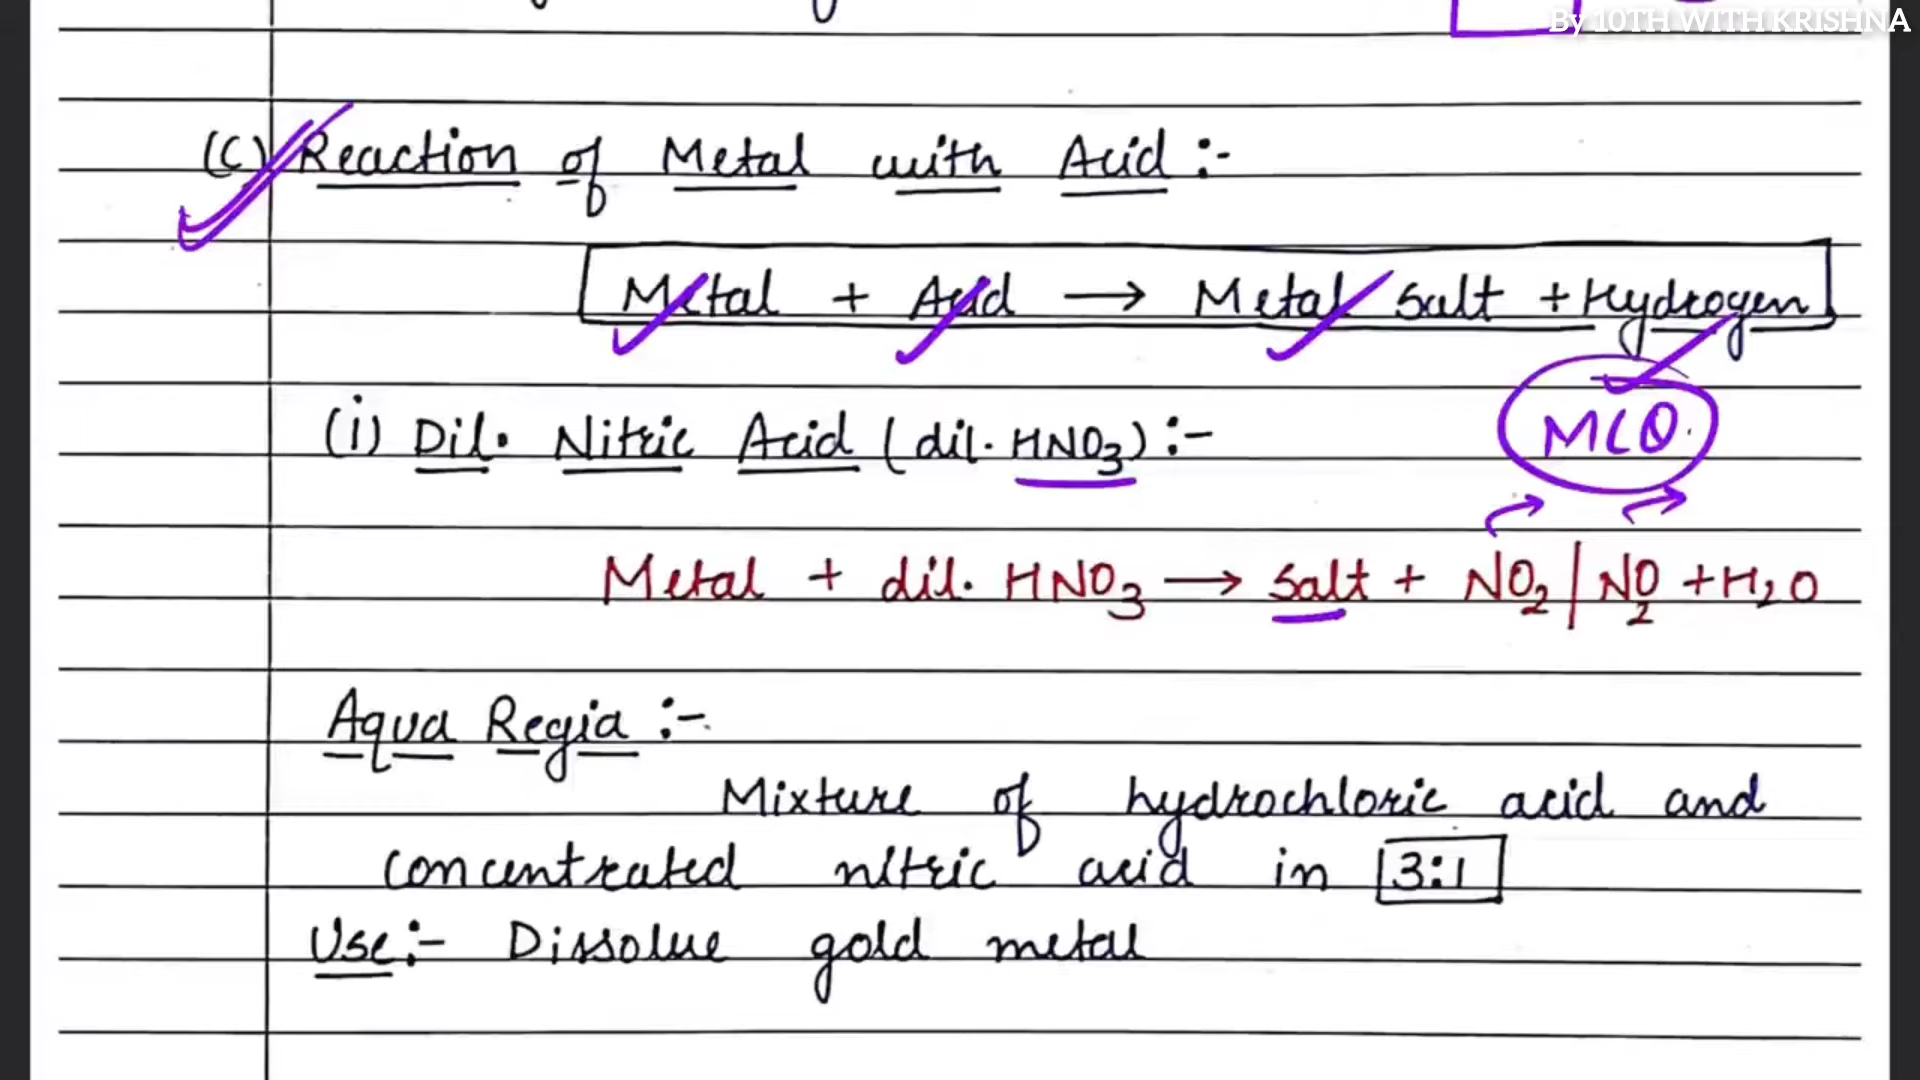 By 10TH WITH KRISHNA
(C) Reaction of Metal with Acid :-
Metal + Acid → Metal Salt + Hydrogen
(i) Dil. Nitric Acid (dil. HNO3) :-
MCQ
Metal + dil. HNO3 → Salt + NO2 | NO2 + H2O
Aqua Regia :-
Mixture of hydrochloric acid and
concentrated nitric acid in 3:1
Use :- Dissolve gold metal